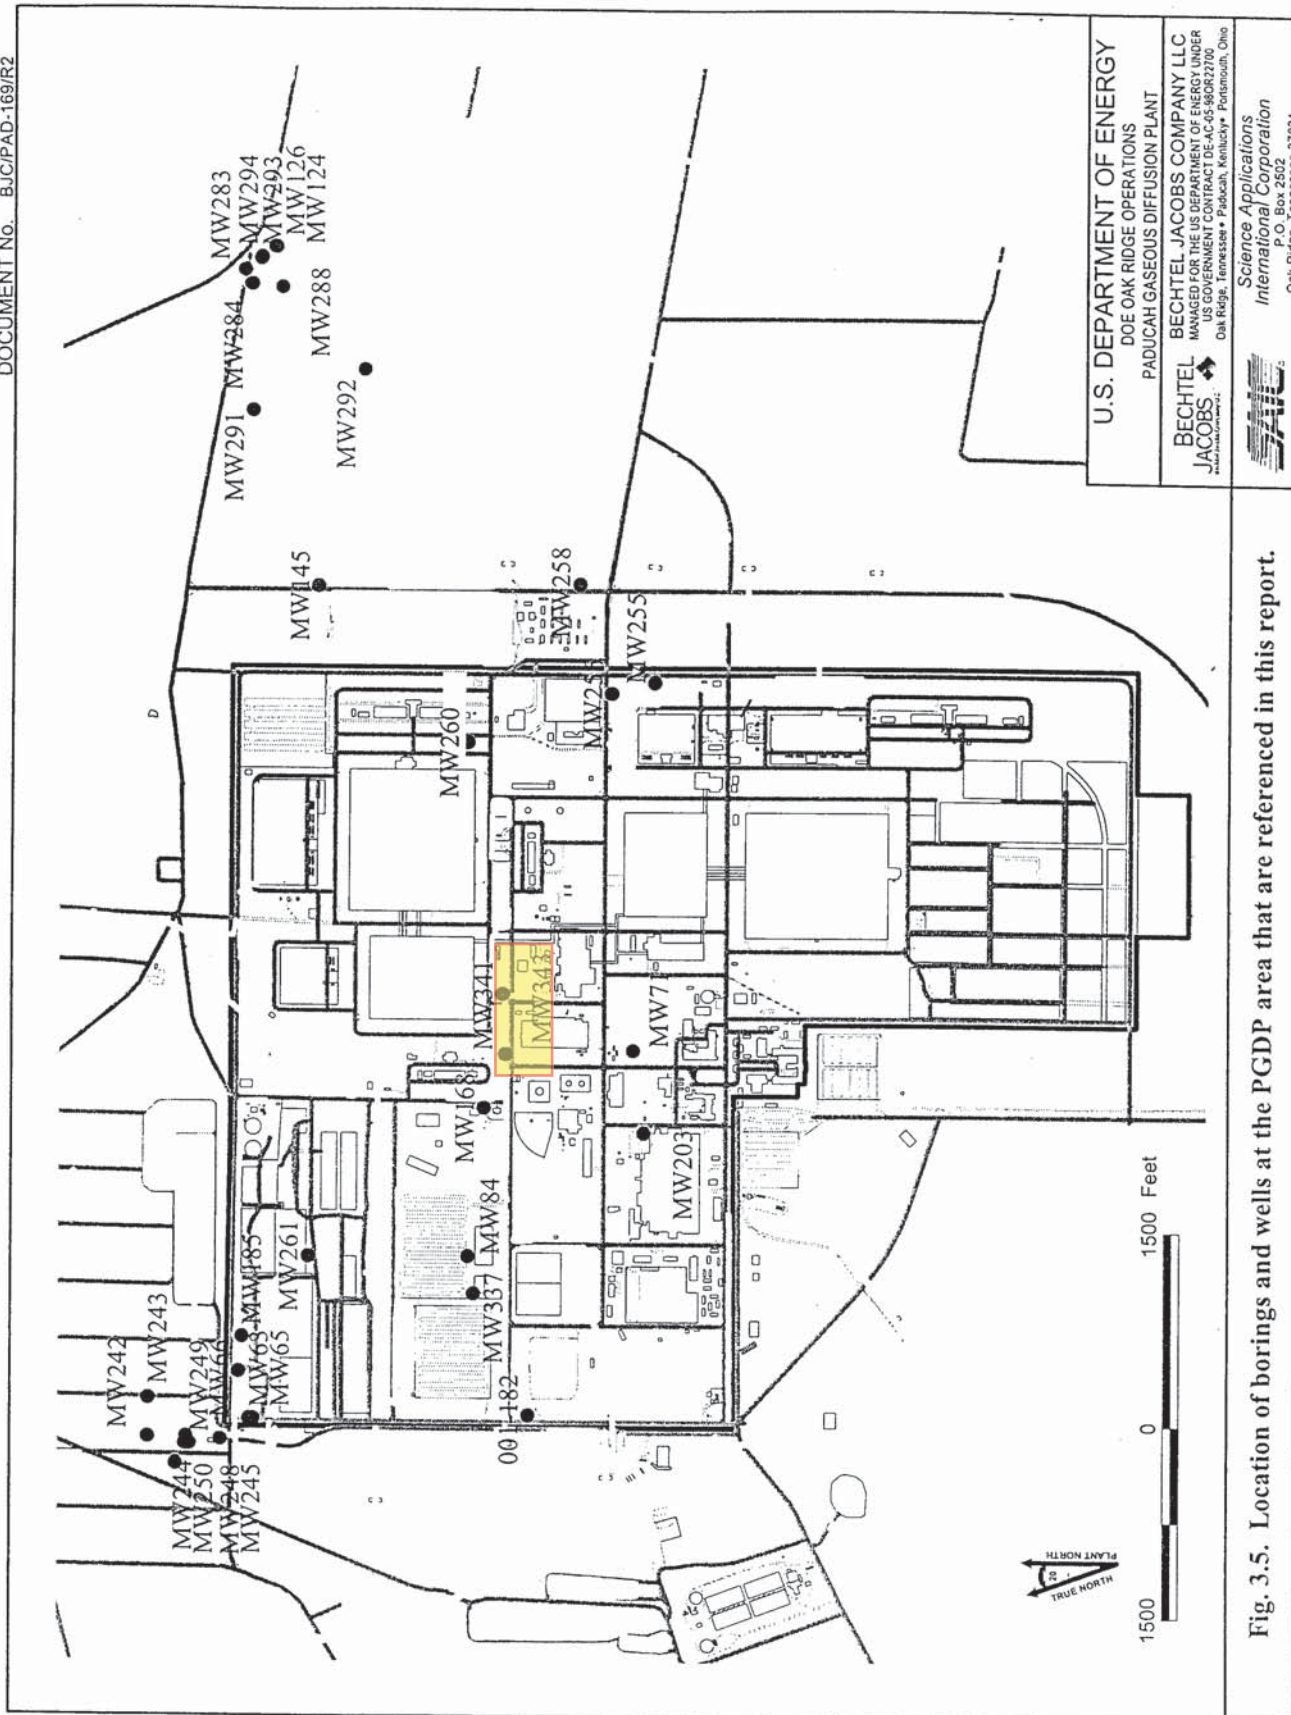 DOCUMENT No. BJC/PAD-169/R2
MW283
MW294
MW293
MW126
MW124
MW284
MW288
MW291
MW292
MW145
MW258
MW255
MW260
MW341
MW71
MW168
MW203
MW84
MW337
MW261
MW185
MW243
MW242
MW249
MW66
MW63
MW65
MW244
MW250
MW248
MW245
001 182
D
PLANT NORTH
20
TRUE NORTH
1500 0 1500 Feet
U.S. DEPARTMENT OF ENERGY
DOE OAK RIDGE OPERATIONS
PADUCAH GASEOUS DIFFUSION PLANT
BECHTEL
JACOBS
BECHTEL JACOBS COMPANY LLC
MANAGED FOR THE US DEPARTMENT OF ENERGY UNDER
US GOVERNMENT CONTRACT DE-AC-05-98OR22700
Oak Ridge, Tennessee • Paducah, Kentucky • Portsmouth, Ohio
SAIC
Science Applications
International Corporation
P.O. Box 2502
Fig. 3.5. Location of borings and wells at the PGDP area that are referenced in this report.